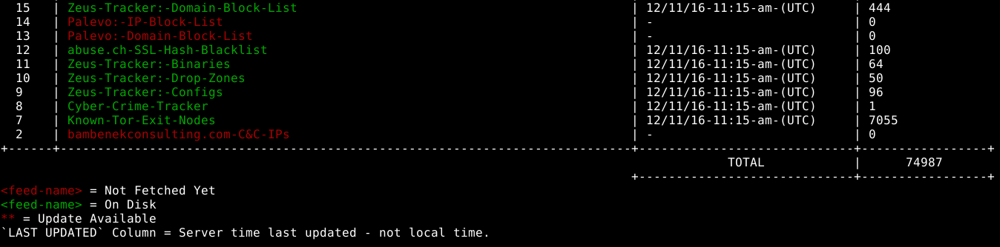 15 | Zeus-Tracker:-Domain-Block-List | 12/11/16-11:15-am-(UTC) | 444
14 | Palevo:-IP-Block-List | - | 0
13 | Palevo:-Domain-Block-List | - | 0
12 | abuse.ch-SSL-Hash-Blacklist | 12/11/16-11:15-am-(UTC) | 100
11 | Zeus-Tracker:-Binaries | 12/11/16-11:15-am-(UTC) | 64
10 | Zeus-Tracker:-Drop-Zones | 12/11/16-11:15-am-(UTC) | 50
9 | Zeus-Tracker:-Configs | 12/11/16-11:15-am-(UTC) | 96
8 | Cyber-Crime-Tracker | 12/11/16-11:15-am-(UTC) | 1
7 | Known-Tor-Exit-Nodes | 12/11/16-11:15-am-(UTC) | 7055
2 | bambenekconsulting.com-C&C-IPs | - | 0
+------+-----------------------------------------------------------------------------+-----------------------------+-----------------+
TOTAL | 74987
+-----------------------------+-----------------+
<feed-name> = Not Fetched Yet
<feed-name> = On Disk
** = Update Available
`LAST UPDATED` Column = Server time last updated - not local time.